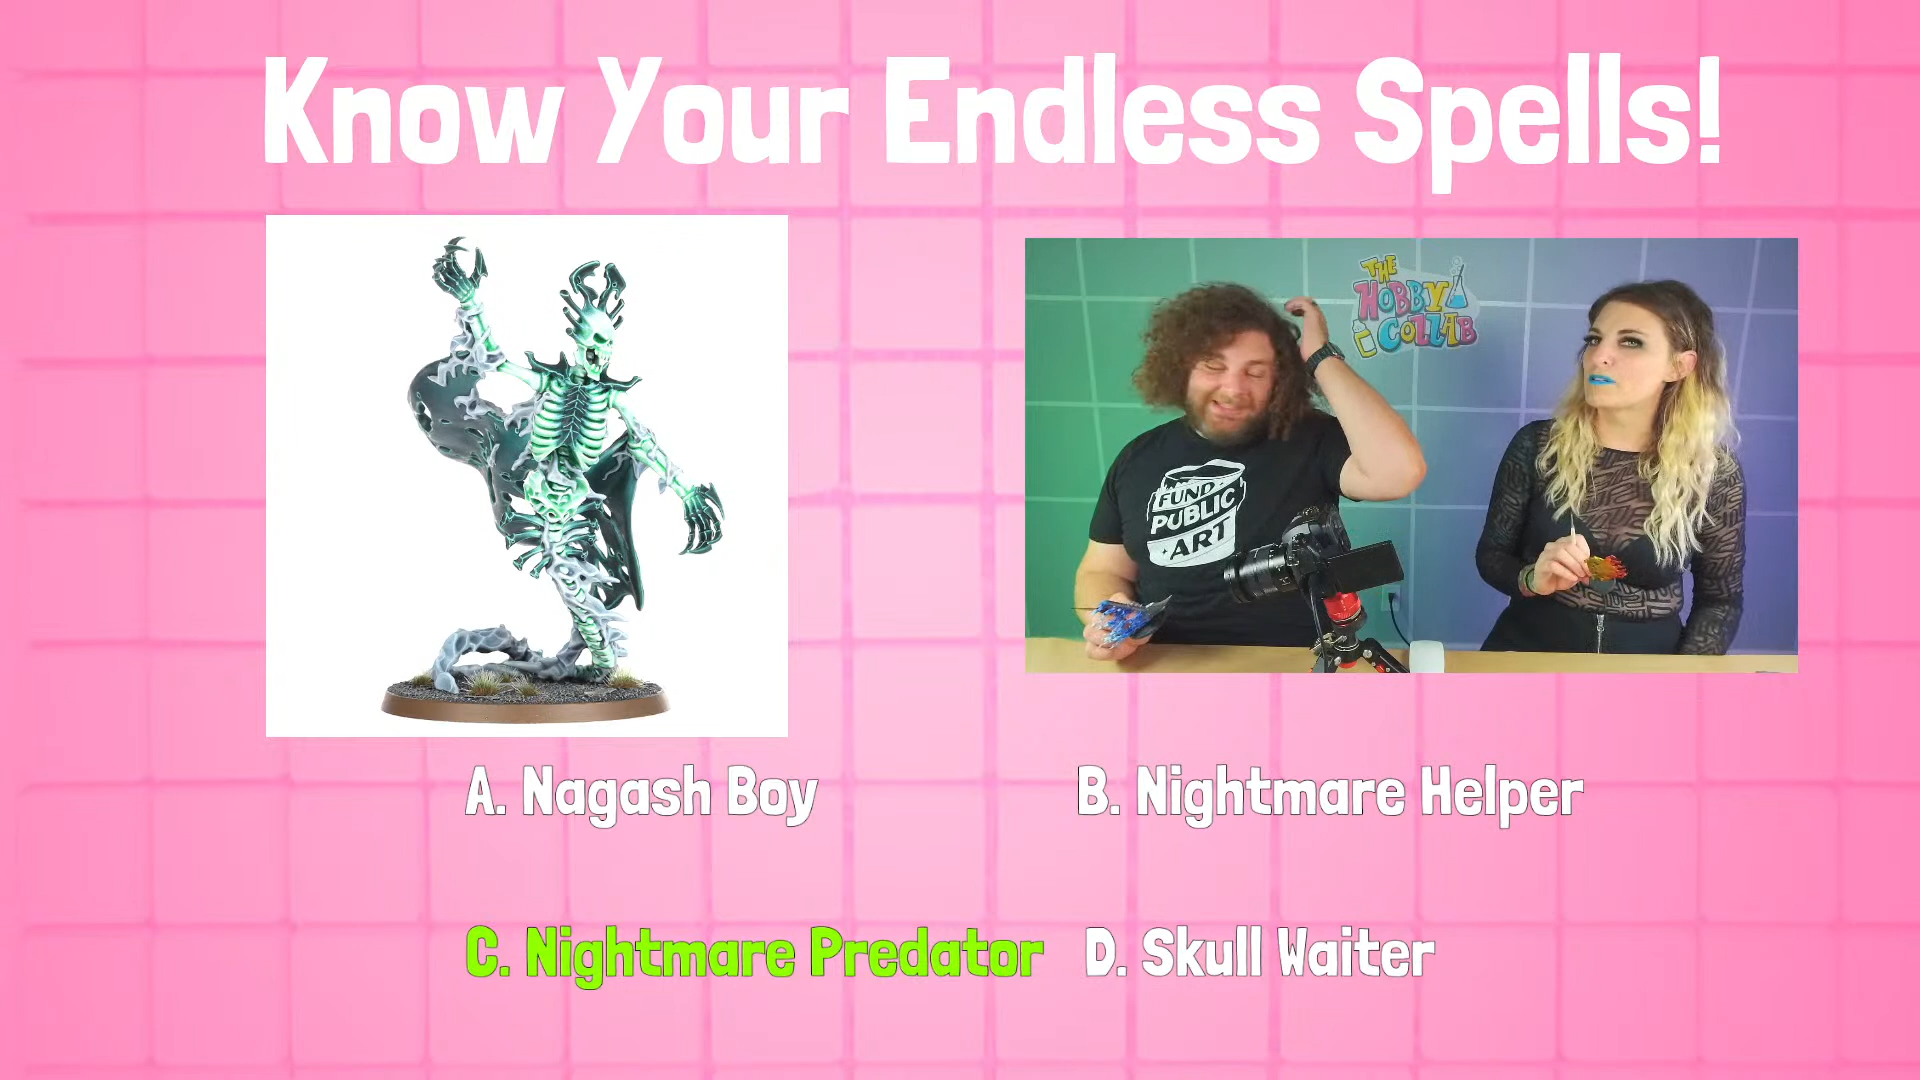 Know Your Endless Spells!
THE
HOBBY
COLLAB
FUND
PUBLIC
ART
A. Nagash Boy
B. Nightmare Helper
C. Nightmare Predator
D. Skull Waiter